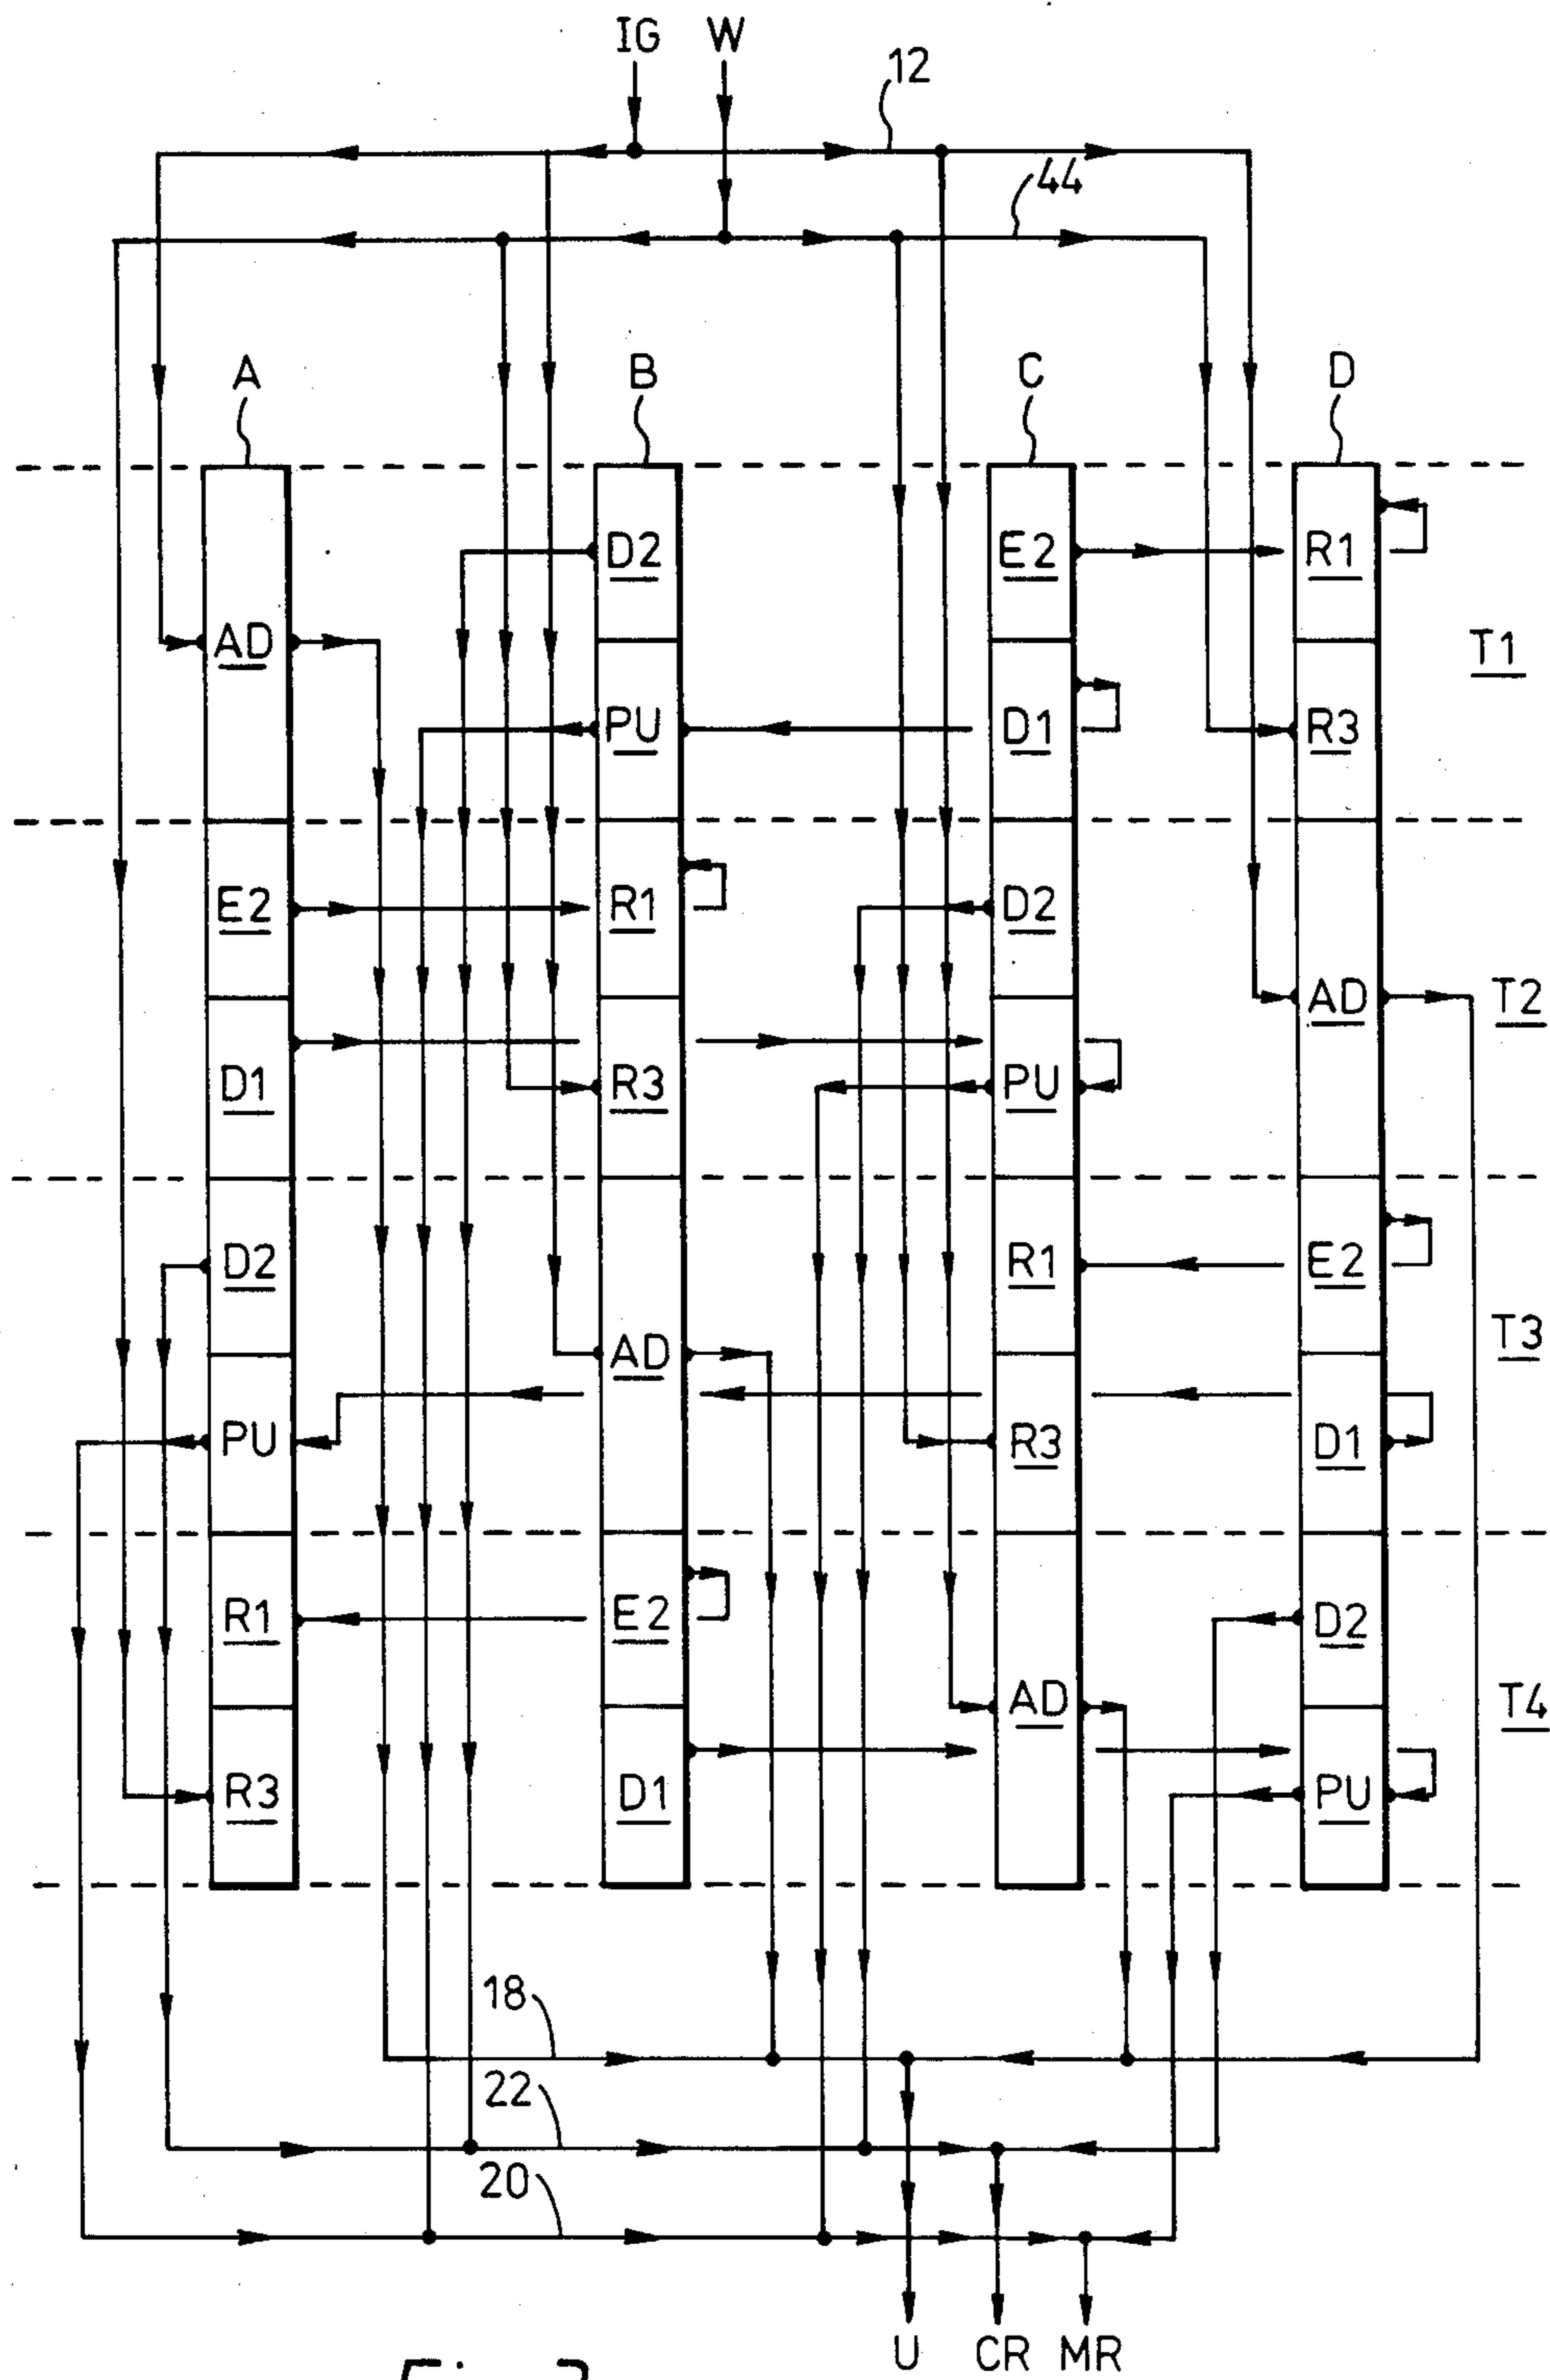 IG W
12
44
A B C D
D2 E2 R1
AD T1
PU D1 R3
E2 R1 D2
AD T2
D1 R3 PU
D2 R1 E2
AD T3
PU R3 D1
R1 E2 D2
AD T4
R3 D1 PU
18
22
20
U CR MR